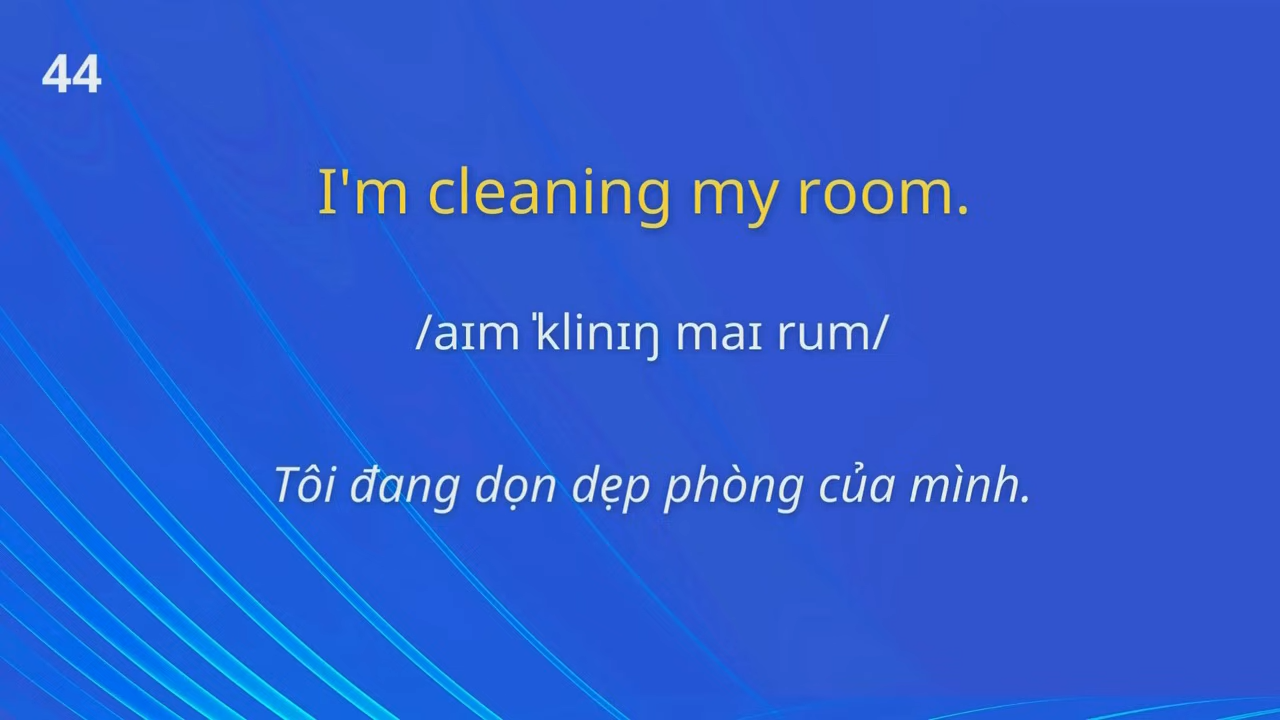 44
I'm cleaning my room.
/aɪm ˈklinɪŋ maɪ rum/
Tôi đang dọn dẹp phòng của mình.